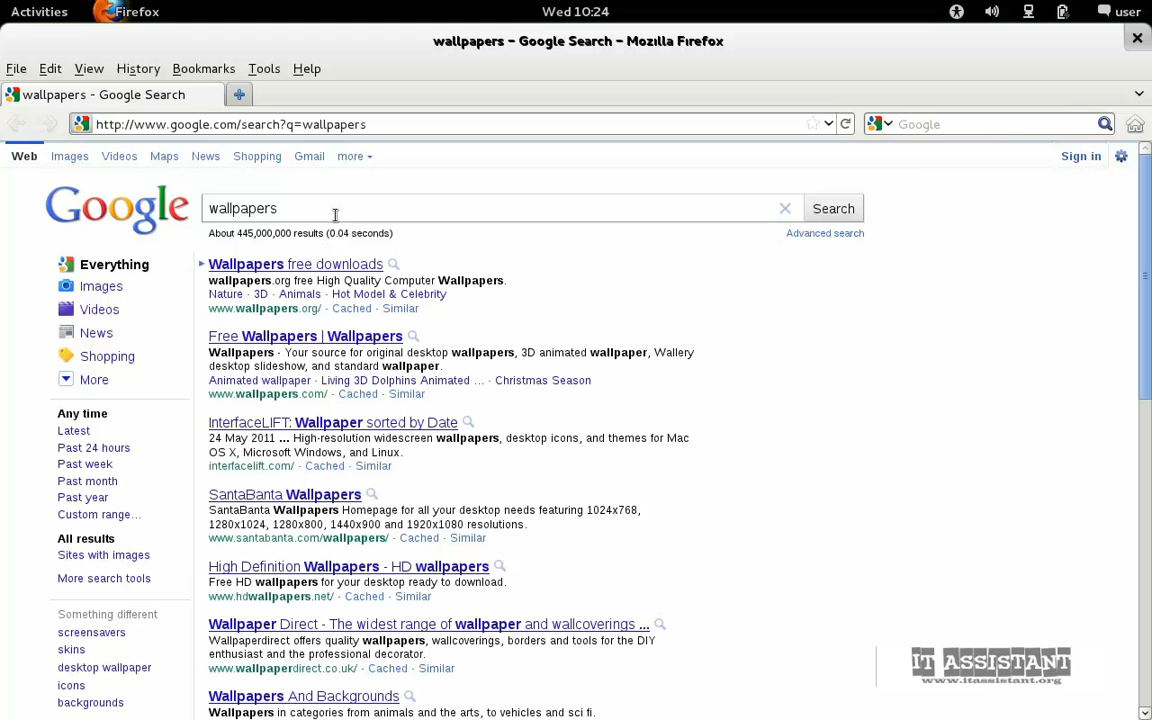 Activities Firefox Wed 10:24 user
wallpapers – Google Search – Mozilla Firefox
File Edit View History Bookmarks Tools Help
wallpapers - Google Search
http://www.google.com/search?q=wallpapers Google
Web Images Videos Maps News Shopping Gmail more Sign in
Google wallpapers Search
About 445,000,000 results (0.04 seconds) Advanced search
Everything
Images
Videos
News
Shopping
More
Any time
Latest
Past 24 hours
Past week
Past month
Past year
Custom range...
All results
Sites with images
More search tools
Something different
screensavers
skins
desktop wallpaper
icons
backgrounds
Wallpapers free downloads
wallpapers.org free High Quality Computer Wallpapers.
Nature · 3D · Animals · Hot Model & Celebrity
www.wallpapers.org/ · Cached · Similar
Free Wallpapers | Wallpapers
Wallpapers - Your source for original desktop wallpapers, 3D animated wallpaper, Wallery
desktop slideshow, and standard wallpaper.
Animated wallpaper · Living 3D Dolphins Animated ... · Christmas Season
www.wallpapers.com/ · Cached · Similar
InterfaceLIFT: Wallpaper sorted by Date
24 May 2011 ... High-resolution widescreen wallpapers, desktop icons, and themes for Mac
OS X, Microsoft Windows, and Linux.
interfacelift.com/ · Cached · Similar
SantaBanta Wallpapers
SantaBanta Wallpapers Homepage for all your desktop needs featuring 1024x768,
1280x1024, 1280x800, 1440x900 and 1920x1080 resolutions.
www.santabanta.com/wallpapers/ · Cached · Similar
High Definition Wallpapers - HD wallpapers
Free HD wallpapers for your desktop ready to download.
www.hdwallpapers.net/ · Cached · Similar
Wallpaper Direct - The widest range of wallpaper and wallcoverings ...
Wallpaperdirect offers quality wallpapers, wallcoverings, borders and tools for the DIY
enthusiast and the professional decorator.
www.wallpaperdirect.co.uk/ · Cached · Similar
Wallpapers And Backgrounds
Wallpapers in categories from animals and the arts, to vehicles and sci fi.
IT ASSISTANT
www.itassistant.org